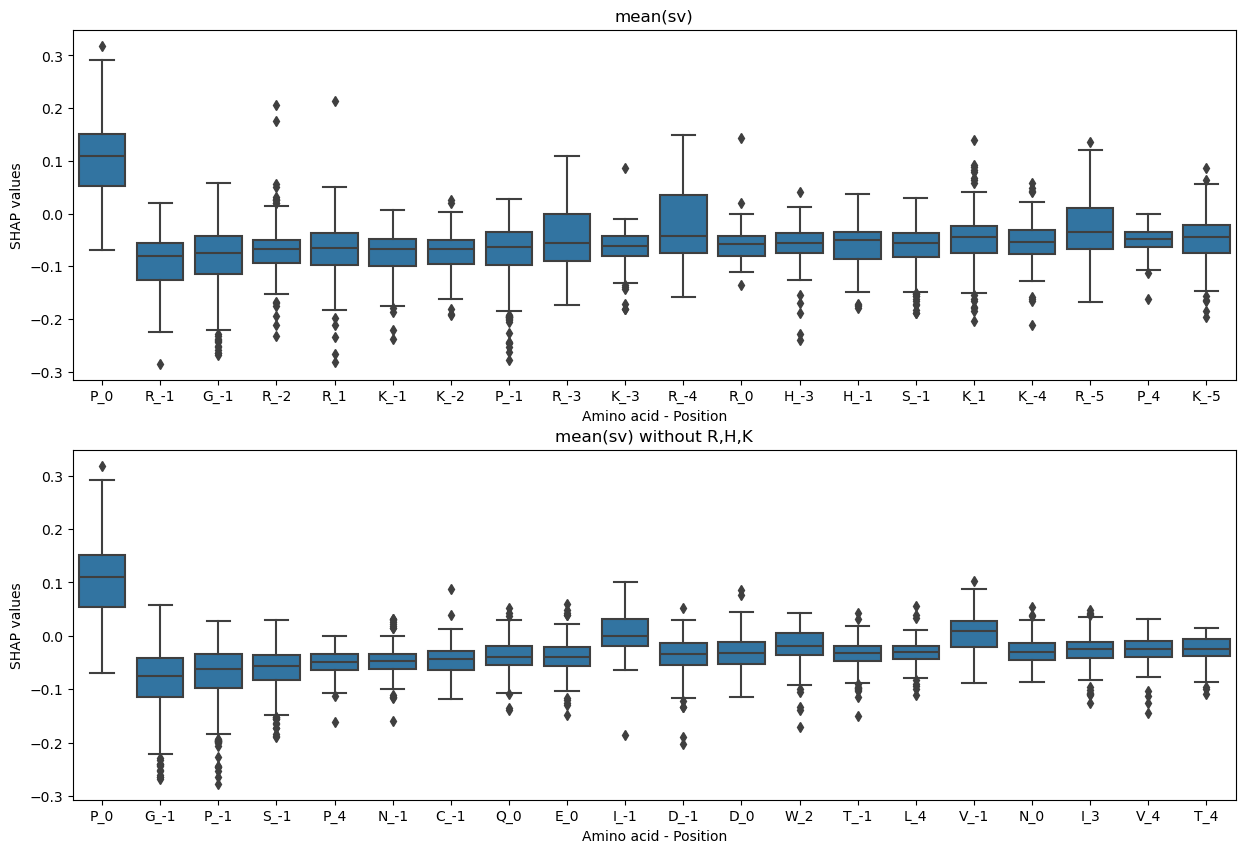 mean(sv)
0.3
0.2
0.1
0.0
−0.1
−0.2
−0.3
SHAP values
P_0 R_-1 G_-1 R_-2 R_1 K_-1 K_-2 P_-1 R_-3 K_-3 R_-4 R_0 H_-3 H_-1 S_-1 K_1 K_-4 R_-5 P_4 K_-5
Amino acid - Position
mean(sv) without R,H,K
0.3
0.2
0.1
0.0
−0.1
−0.2
−0.3
SHAP values
P_0 G_-1 P_-1 S_-1 P_4 N_-1 C_-1 Q_0 E_0 I_-1 D_-1 D_0 W_2 T_-1 L_4 V_-1 N_0 I_3 V_4 T_4
Amino acid - Position